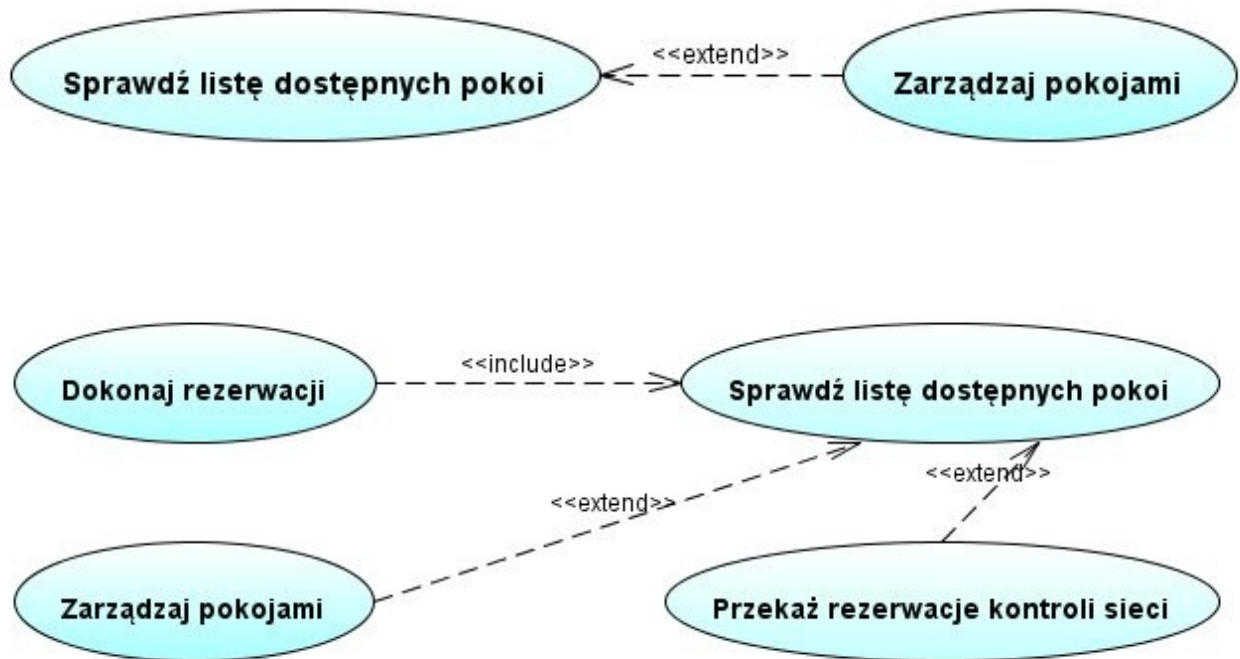 Sprawdź listę dostępnych pokoi
<<extend>>
Zarządzaj pokojami
Dokonaj rezerwacji
<<include>>
Sprawdź listę dostępnych pokoi
<<extend>>
<<extend>>
Zarządzaj pokojami
Przekaż rezerwacje kontroli sieci